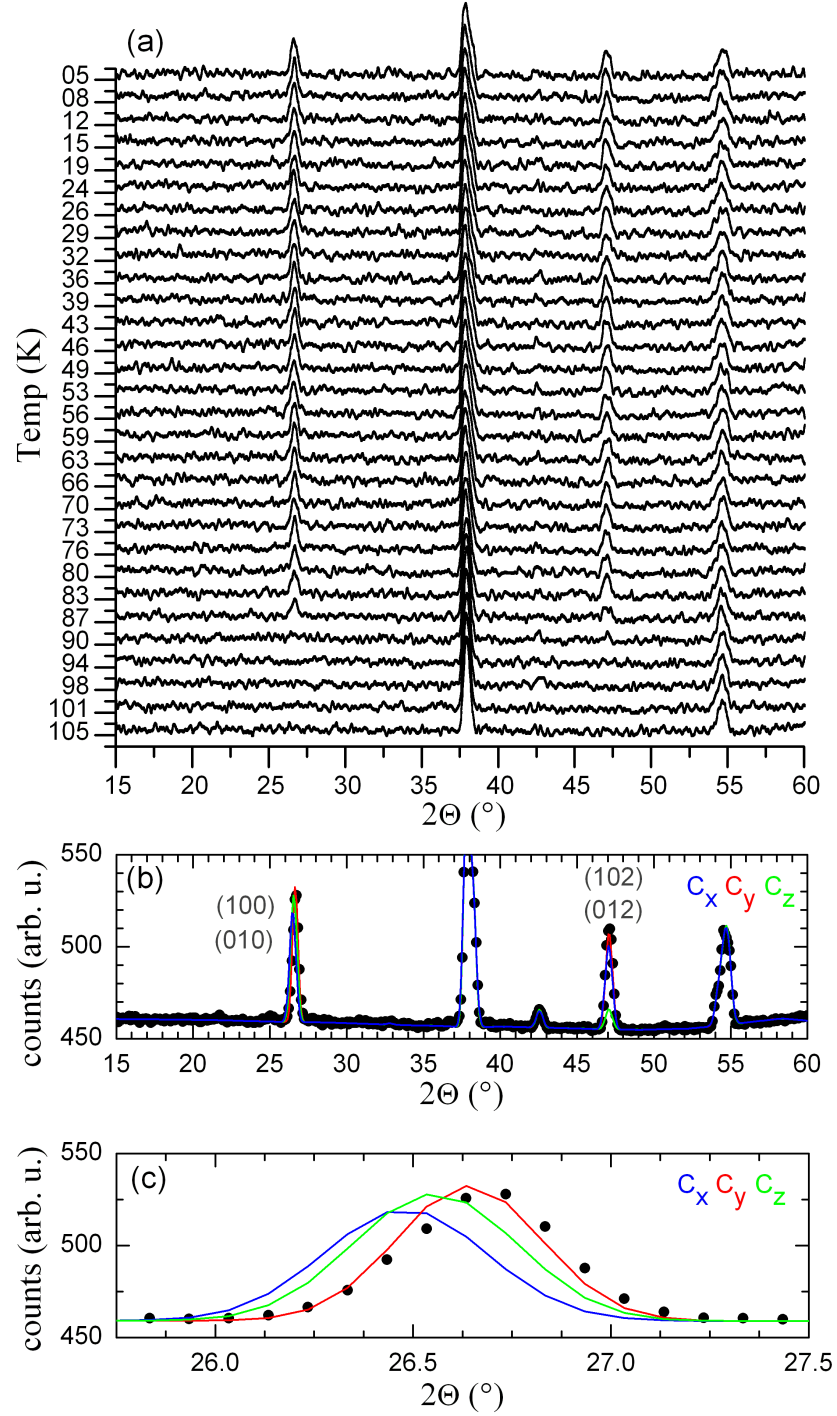 (a)
Temp (K)
05
08
12
15
19
24
26
29
32
36
39
43
46
49
53
56
59
63
66
70
73
76
80
83
87
90
94
98
101
105
15 20 25 30 35 40 45 50 55 60
2Θ (°)
(b)
(100)
(010)
(102)
(012)
Cx Cy Cz
counts (arb. u.)
550
500
450
15 20 25 30 35 40 45 50 55 60
2Θ (°)
(c)
Cx Cy Cz
counts (arb. u.)
550
500
450
26.0 26.5 27.0 27.5
2Θ (°)